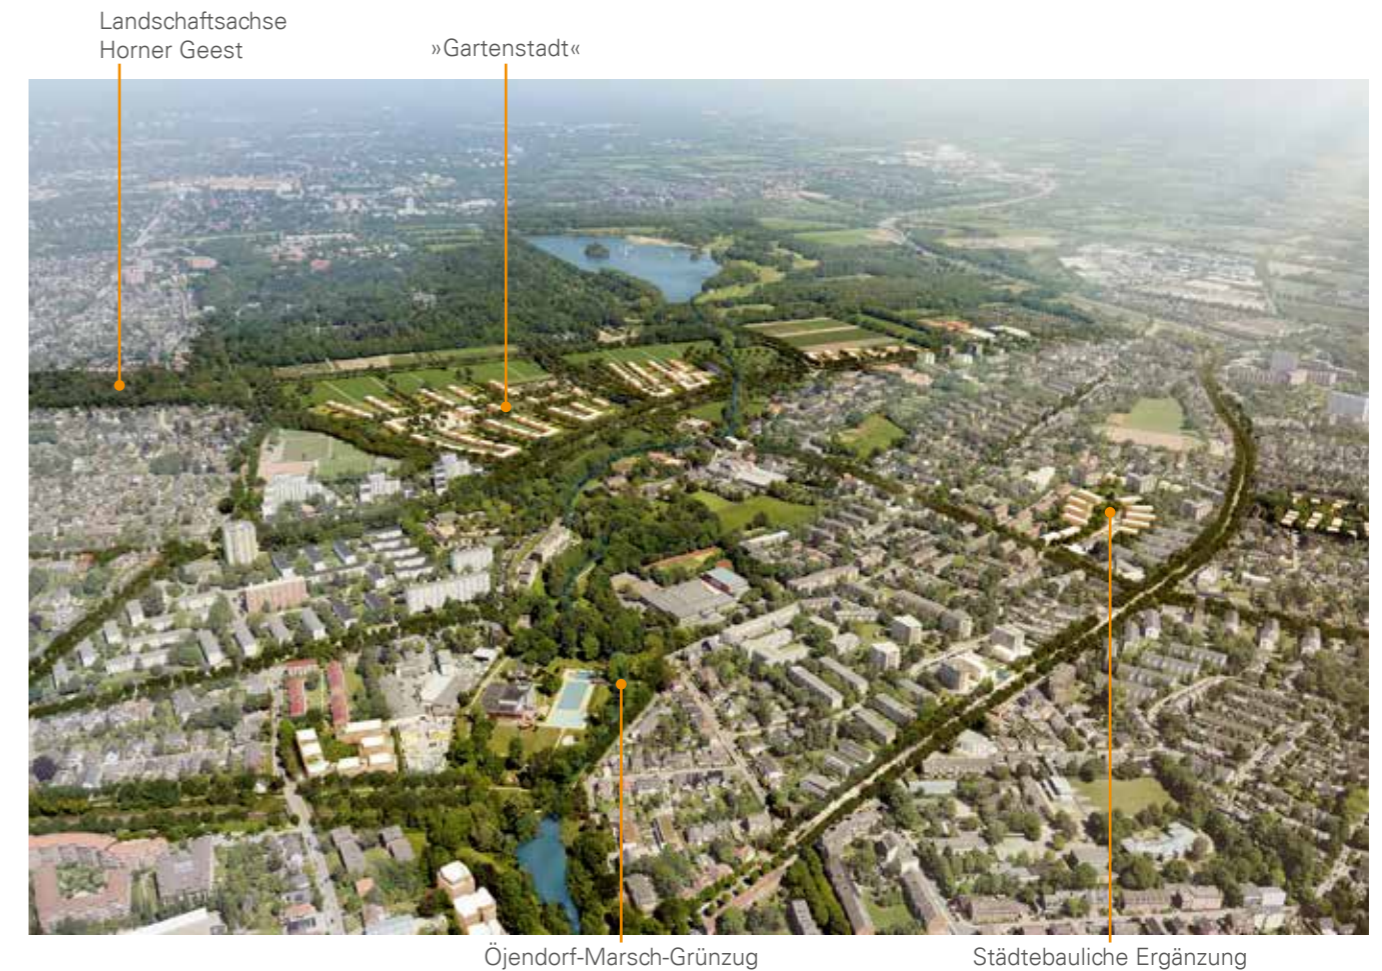 Landschaftsachse
Horner Geest
»Gartenstadt«
Öjendorf-Marsch-Grünzug
Städtebauliche Ergänzung